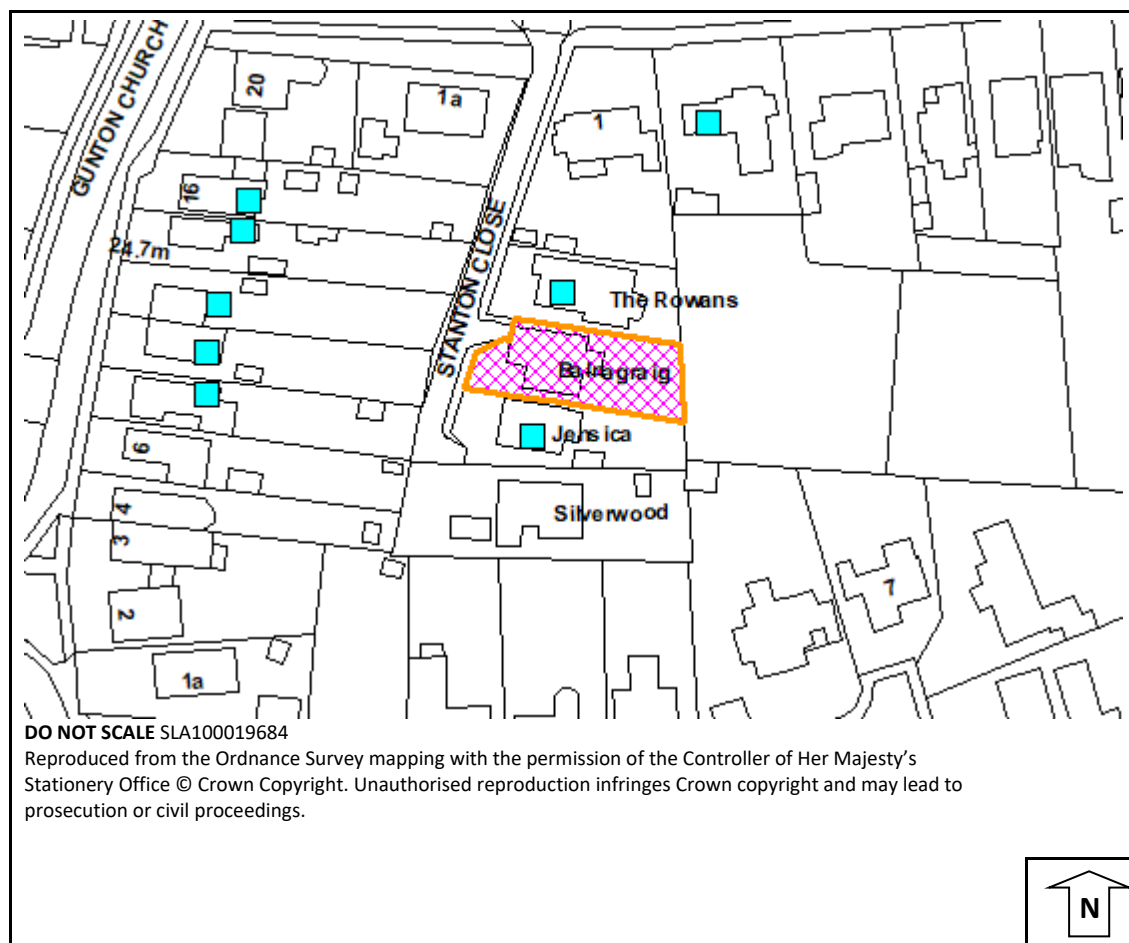 GUNTON CHURCH
20
1a
1
16
24.7m
STANTON CLOSE
The Rowans
Balnagraig
Jensica
6
Silverwood
4
3
7
2
1a
DO NOT SCALE SLA100019684
Reproduced from the Ordnance Survey mapping with the permission of the Controller of Her Majesty’s
Stationery Office © Crown Copyright. Unauthorised reproduction infringes Crown copyright and may lead to
prosecution or civil proceedings.
N